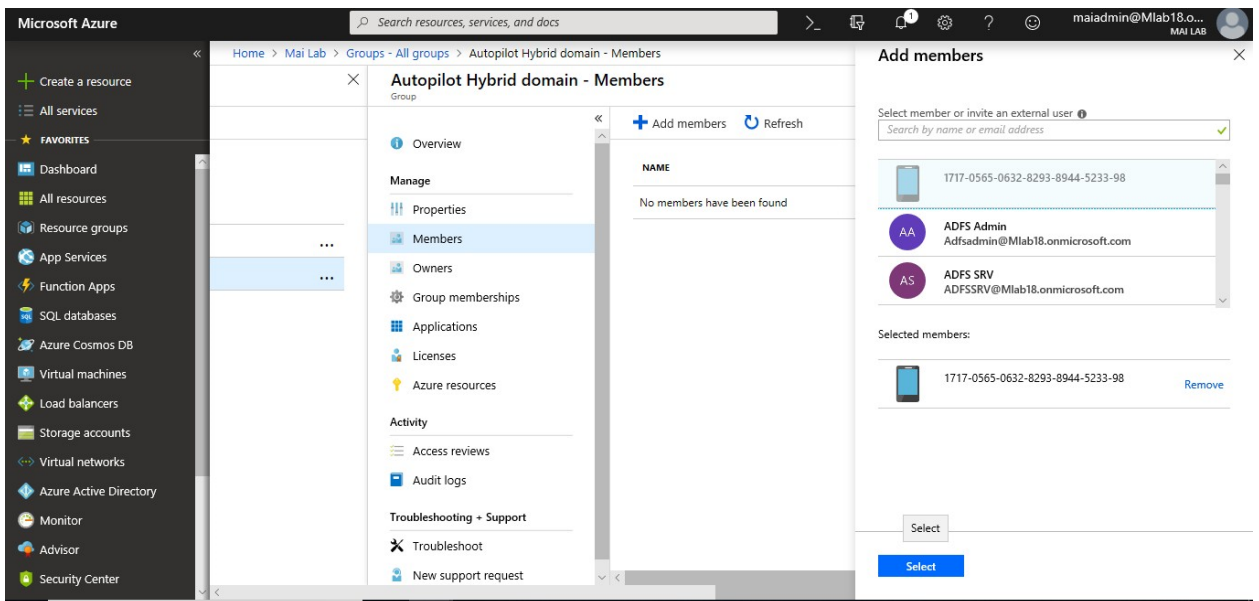 Microsoft Azure
Search resources, services, and docs
1
maiadmin@Mlab18.o...
MAI LAB
Create a resource
All services
FAVORITES
Dashboard
All resources
Resource groups
App Services
Function Apps
SQL databases
Azure Cosmos DB
Virtual machines
Load balancers
Storage accounts
Virtual networks
Azure Active Directory
Monitor
Advisor
Security Center
Home > Mai Lab > Groups - All groups > Autopilot Hybrid domain - Members
Autopilot Hybrid domain - Members
Group
Overview
Manage
Properties
Members
Owners
Group memberships
Applications
Licenses
Azure resources
Activity
Access reviews
Audit logs
Troubleshooting + Support
Troubleshoot
New support request
Add members
Refresh
NAME
No members have been found
Add members
Select member or invite an external user
Search by name or email address
1717-0565-0632-8293-8944-5233-98
AA
ADFS Admin
Adfsadmin@Mlab18.onmicrosoft.com
AS
ADFS SRV
ADFSSRV@Mlab18.onmicrosoft.com
Selected members:
1717-0565-0632-8293-8944-5233-98
Remove
Select
Select